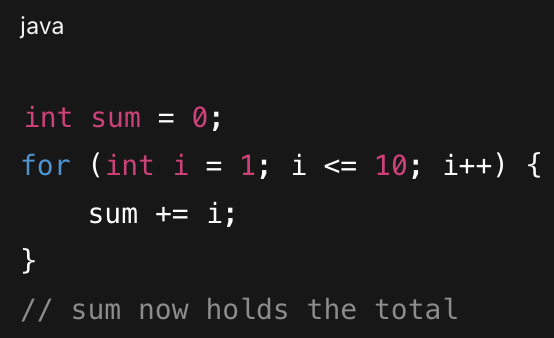 java
int sum = 0;
for (int i = 1; i <= 10; i++) {
    sum += i;
}
// sum now holds the total